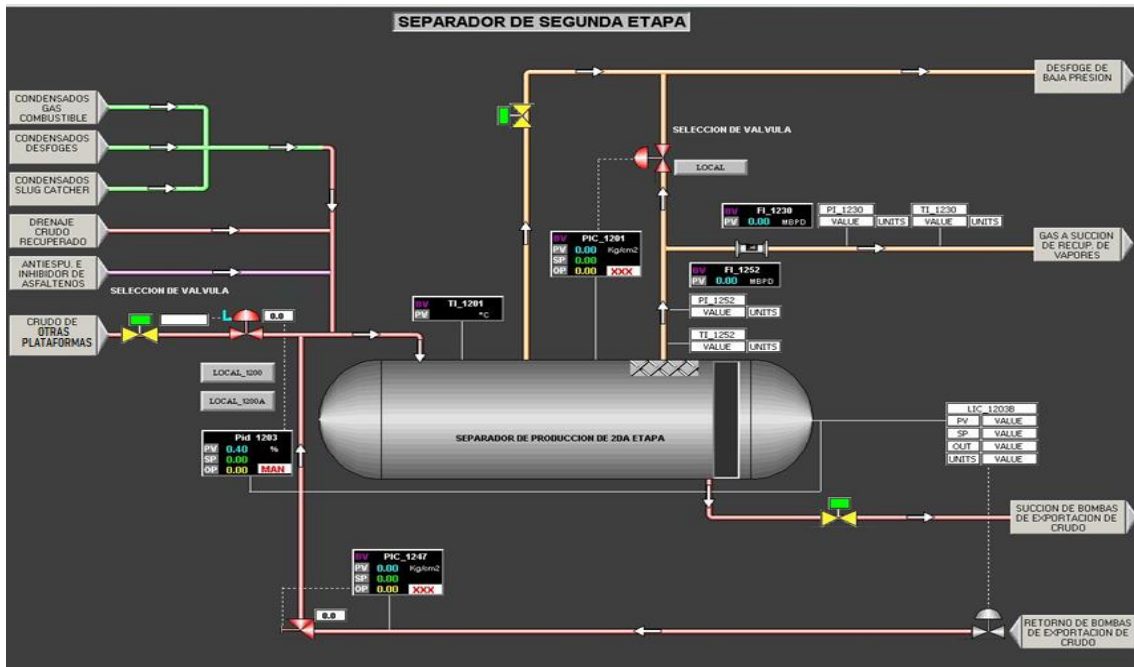 SEPARADOR DE SEGUNDA ETAPA
DESFOGE DE
BAJA PRESION
CONDENSADOS
GAS
COMBUSTIBLE
CONDENSADOS
DESFOGES
CONDENSADOS
SLUG CATCHER
DRENAJE
CRUDO
RECUPERADO
ANTIESPU. E
INHIBIDOR DE
ASFALTENOS
SELECCION DE VALVULA
CRUDO DE
OTRAS
PLATAFORMAS
L
0.0
LOCAL_1200
LOCAL_1200A
Pid_1203
PV 0.40 %
SP 0.00
OP 0.00 MAN
BV TI_1201
PV °C
SELECCION DE VALVULA
LOCAL
BV PIC_1201
PV 0.00 Kg/cm2
SP 0.00
OP 0.00 XXX
BV FI_1230
PV 0.00 MBPD
PI_1230
VALUE UNITS
TI_1230
VALUE UNITS
GAS A SUCCION
DE RECUP. DE
VAPORES
BV FI_1252
PV 0.00 MBPD
PI_1252
VALUE UNITS
TI_1252
VALUE UNITS
SEPARADOR DE PRODUCCION DE 2DA ETAPA
LIC_1203B
PV VALUE
SP VALUE
OUT VALUE
UNITS VALUE
SUCCION DE BOMBAS
DE EXPORTACION DE
CRUDO
BV PIC_1247
PV 0.00 Kg/cm2
SP 0.00
OP 0.00 XXX
0.0
RETORNO DE BOMBAS
DE EXPORTACION DE
CRUDO